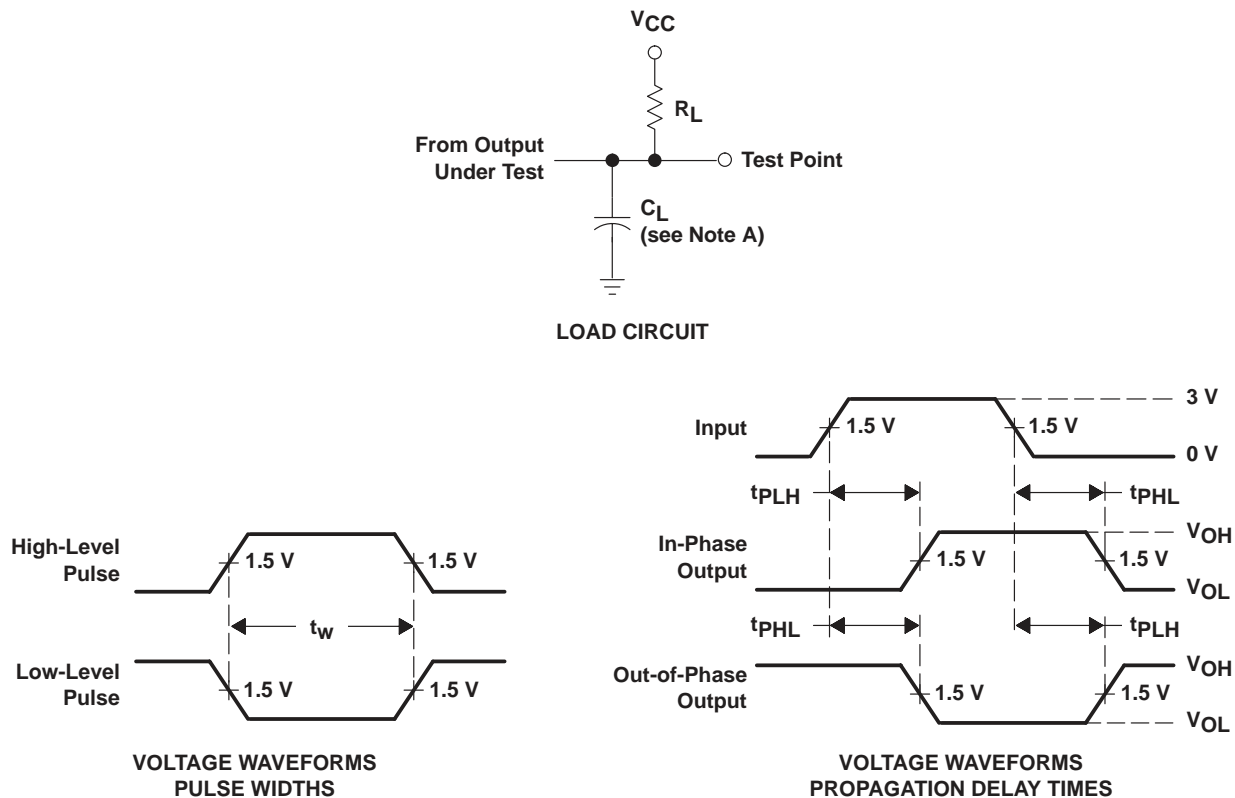 VCC
RL
From Output
Under Test
Test Point
CL
(see Note A)
LOAD CIRCUIT
High-Level
Pulse
1.5 V
1.5 V
tw
Low-Level
Pulse
1.5 V
1.5 V
VOLTAGE WAVEFORMS
PULSE WIDTHS
Input
1.5 V
1.5 V
3 V
0 V
tPLH
tPHL
In-Phase
Output
1.5 V
1.5 V
VOH
VOL
tPHL
tPLH
Out-of-Phase
Output
1.5 V
1.5 V
VOH
VOL
VOLTAGE WAVEFORMS
PROPAGATION DELAY TIMES